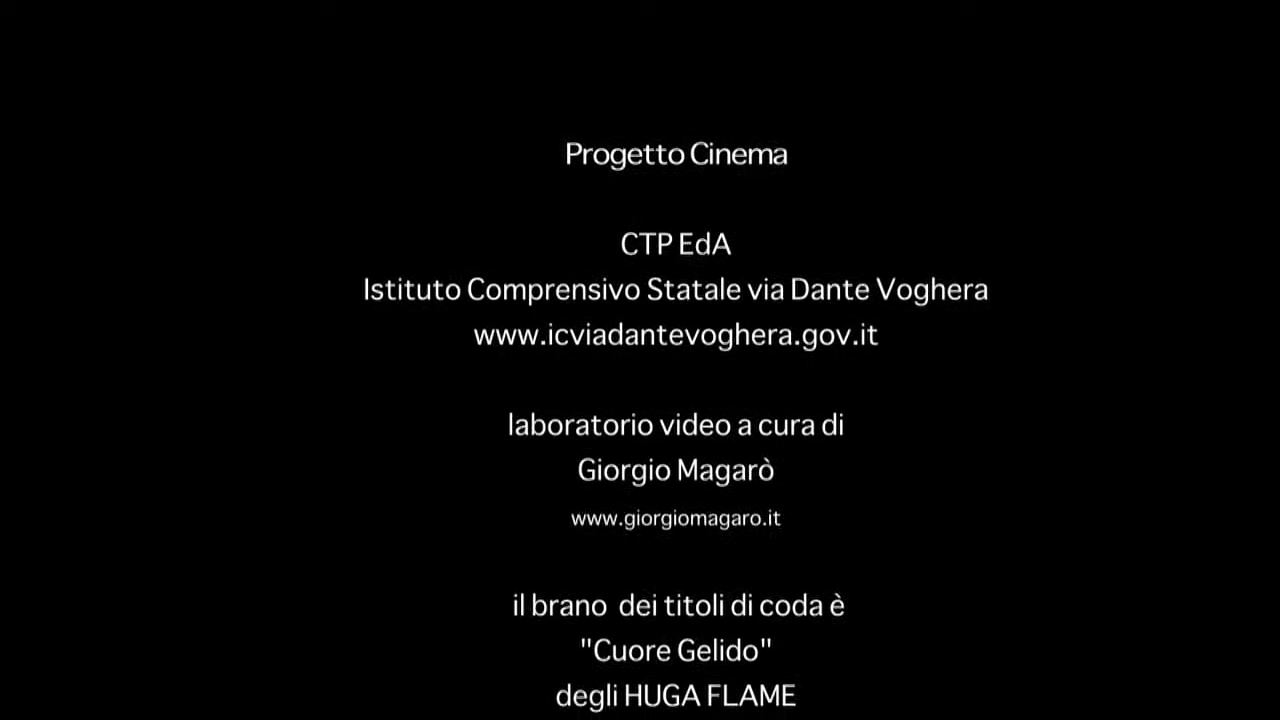 Progetto Cinema
CTP EdA
Istituto Comprensivo Statale via Dante Voghera
www.icviadantevoghera.gov.it
laboratorio video a cura di
Giorgio Magarò
www.giorgiomagaro.it
il brano  dei titoli di coda è
"Cuore Gelido"
degli HUGA FLAME